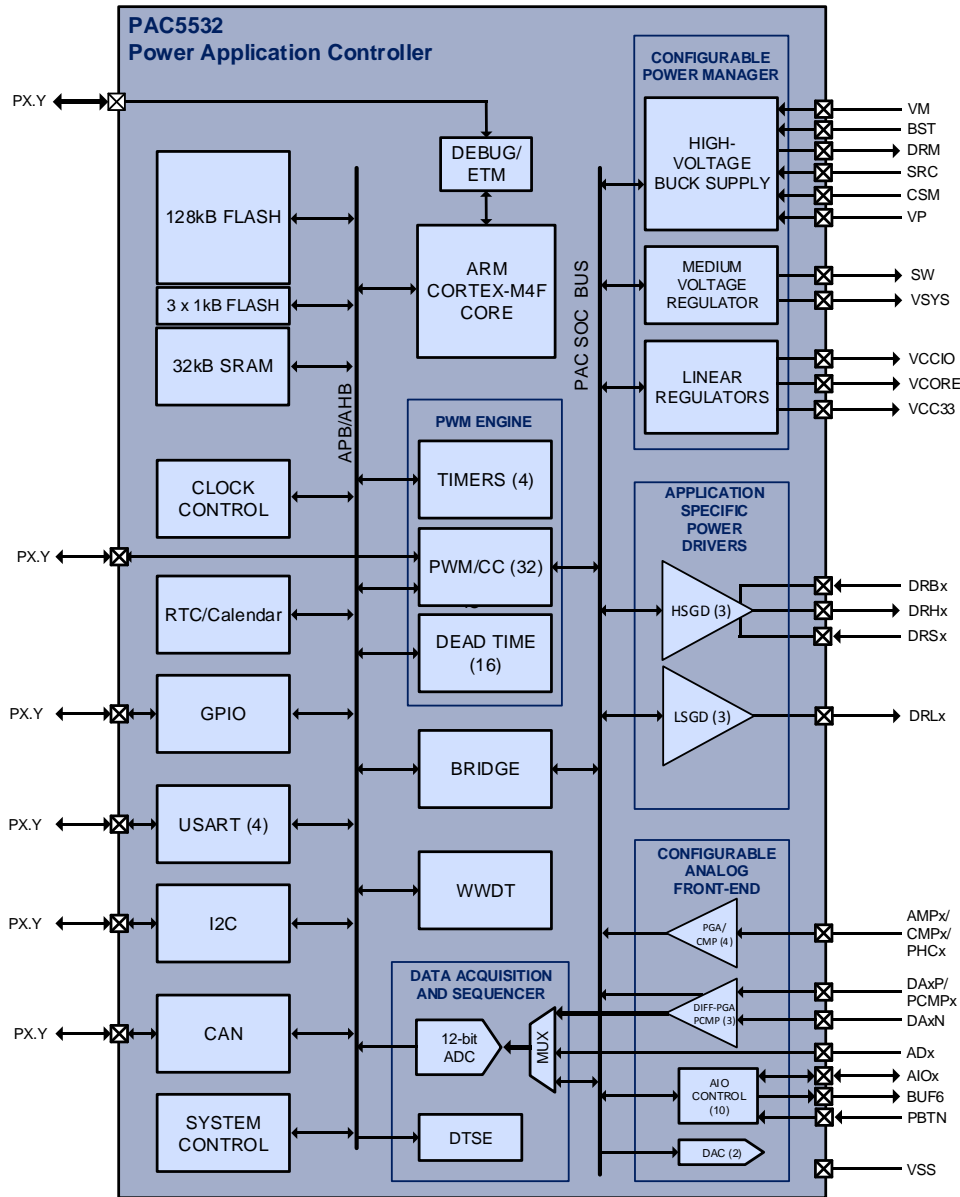 PAC5532
Power Application Controller
PX.Y
DEBUG/
ETM
128kB FLASH
3 x 1kB FLASH
32kB SRAM
ARM
CORTEX-M4F
CORE
APB/AHB
PAC SOC BUS
CLOCK
CONTROL
PX.Y
RTC/Calendar
PX.Y
GPIO
PX.Y
USART (4)
PX.Y
I2C
PX.Y
CAN
SYSTEM
CONTROL
PWM ENGINE
TIMERS (4)
PWM/CC (32)
DEAD TIME
(16)
BRIDGE
WWDT
DATA ACQUISITION
AND SEQUENCER
12-bit
ADC
MUX
DTSE
CONFIGURABLE
POWER MANAGER
HIGH-
VOLTAGE
BUCK SUPPLY
VM
BST
DRM
SRC
CSM
VP
MEDIUM
VOLTAGE
REGULATOR
SW
VSYS
LINEAR
REGULATORS
VCCIO
VCORE
VCC33
APPLICATION
SPECIFIC
POWER
DRIVERS
HSGD (3)
DRBx
DRHx
DRSx
LSGD (3)
DRLx
CONFIGURABLE
ANALOG
FRONT-END
PGA/
CMP (4)
AMPx/
CMPx/
PHCx
DIFF-PGA
PCMP (3)
DAxP/
PCMPx
DAxN
ADx
AIO
CONTROL
(10)
AIOx
BUF6
PBTN
DAC (2)
VSS